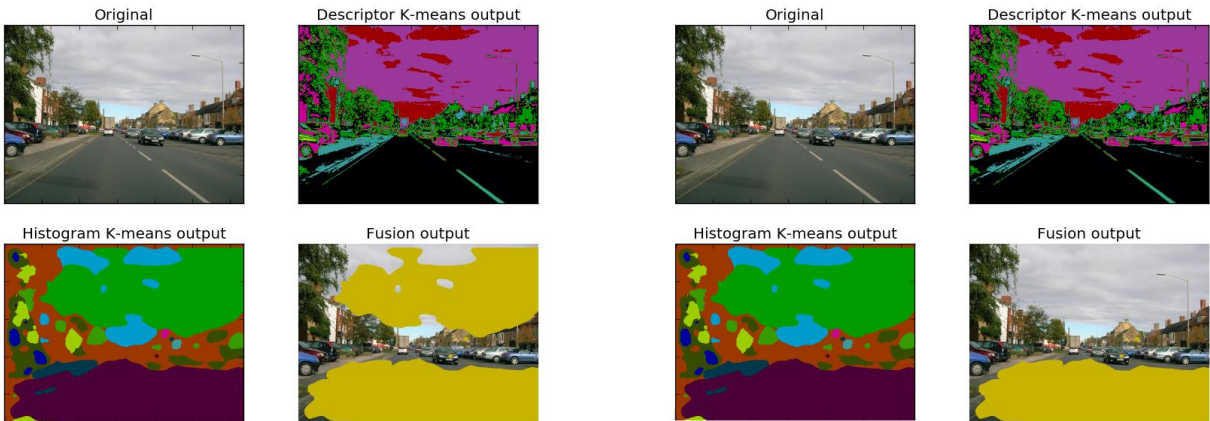 Original
Descriptor K-means output
Original
Descriptor K-means output
Histogram K-means output
Fusion output
Histogram K-means output
Fusion output